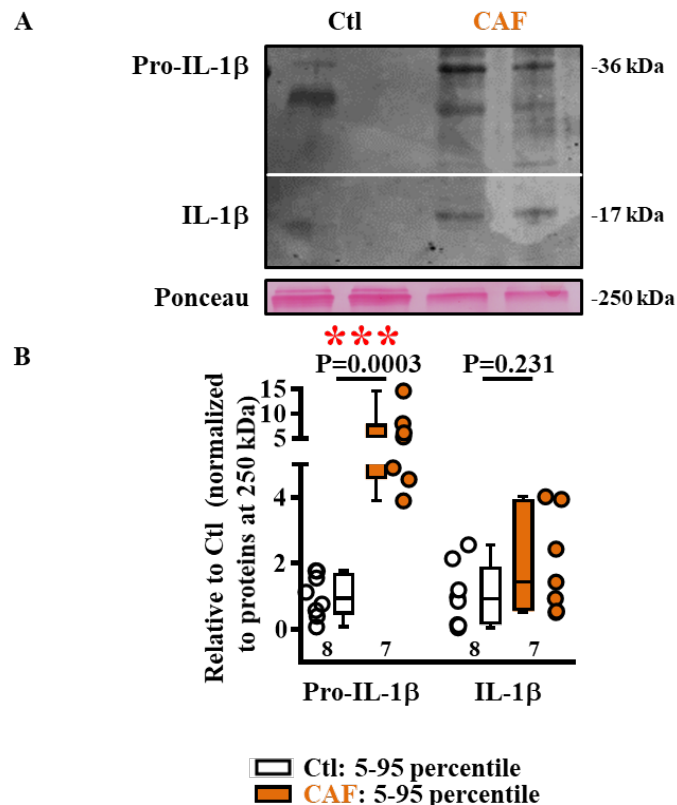 A
Ctl CAF
Pro-IL-1β -36 kDa
IL-1β -17 kDa
Ponceau -250 kDa
***
B
P=0.0003 P=0.231
Relative to Ctl (normalized
to proteins at 250 kDa)
15
10
5
4
2
0
8 7 8 7
Pro-IL-1β IL-1β
Ctl: 5-95 percentile
CAF: 5-95 percentile